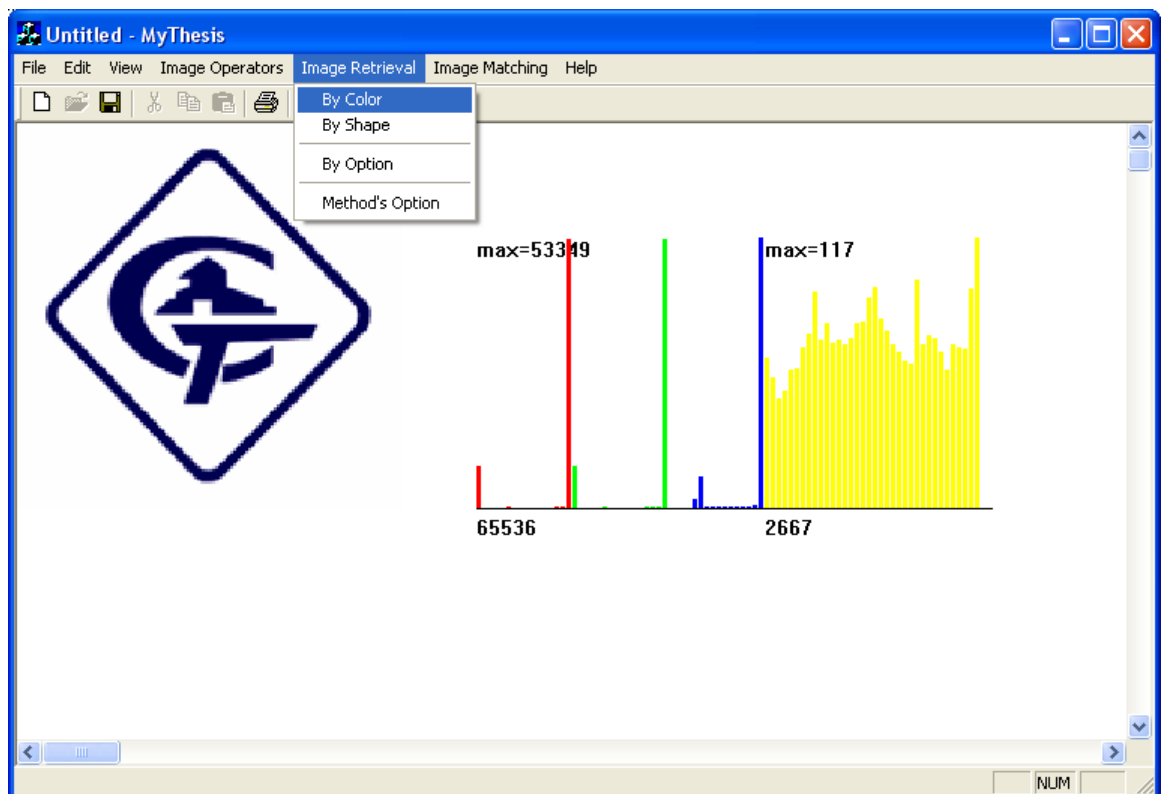 Untitled - MyThesis
File Edit View Image Operators Image Retrieval Image Matching Help
By Color
By Shape
By Option
Method's Option
max=53349 max=117
65536 2667
NUM